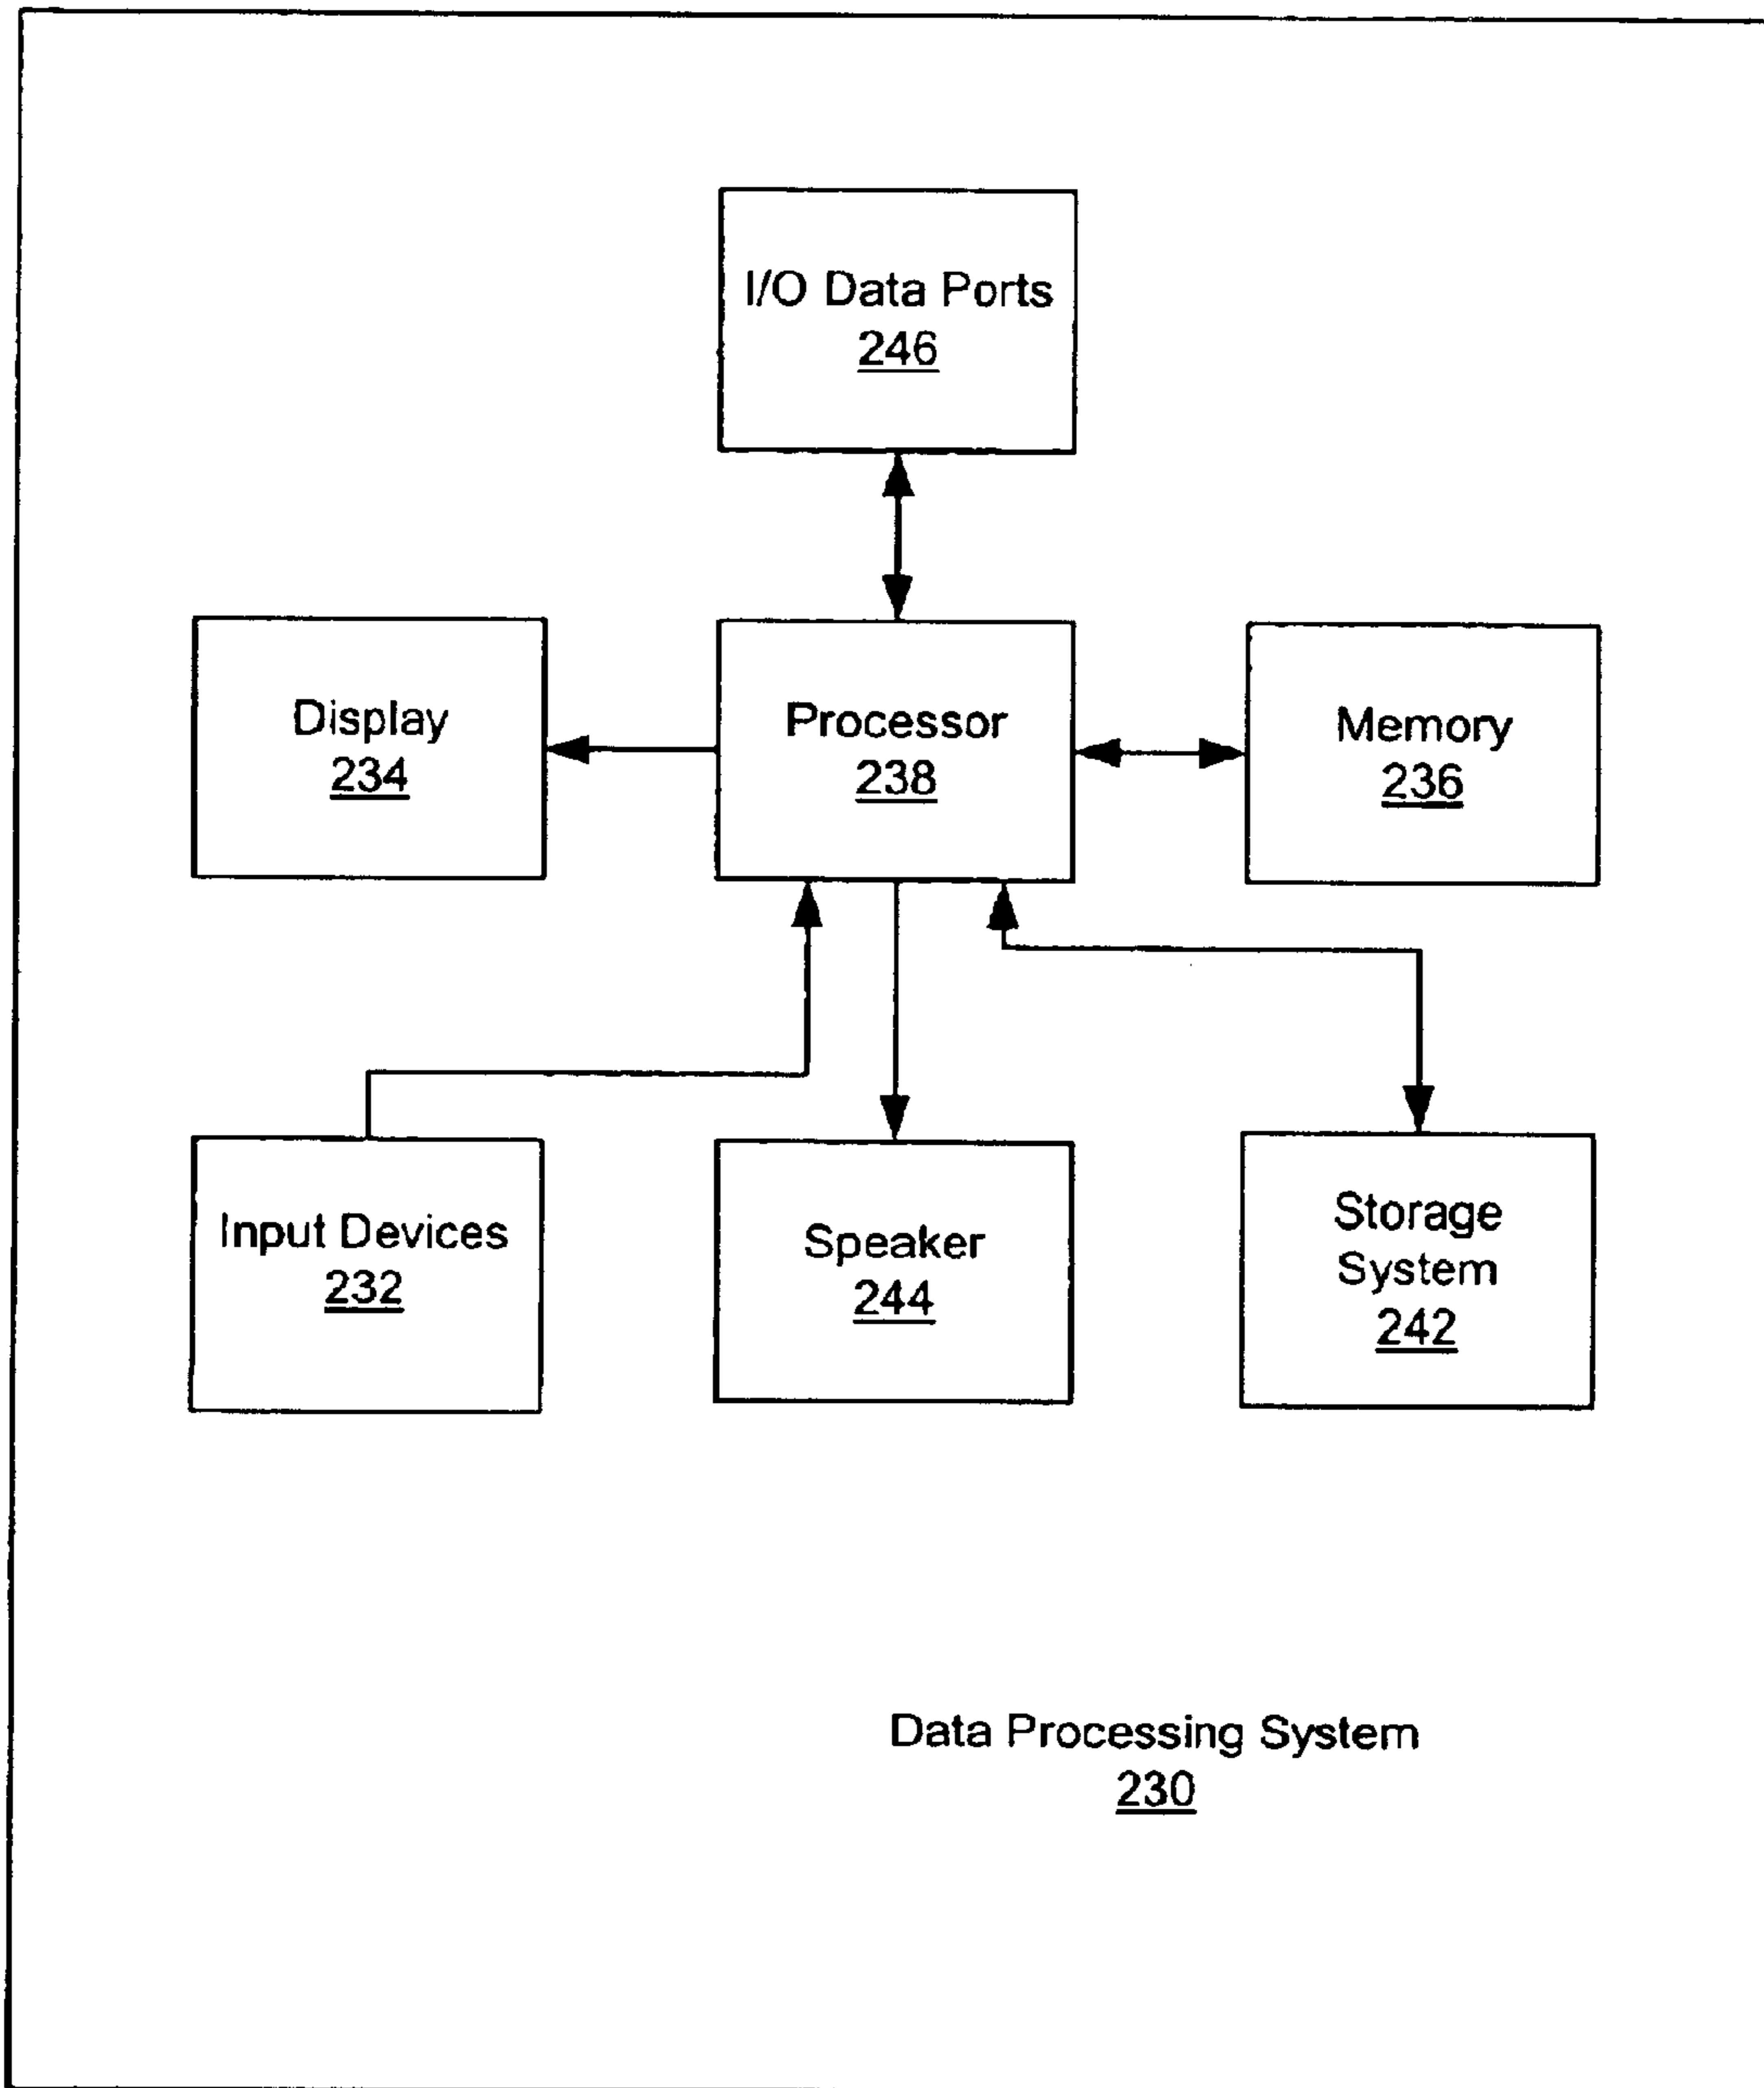 I/O Data Ports
246
Display
234
Processor
238
Memory
236
Input Devices
232
Speaker
244
Storage
System
242
Data Processing System
230